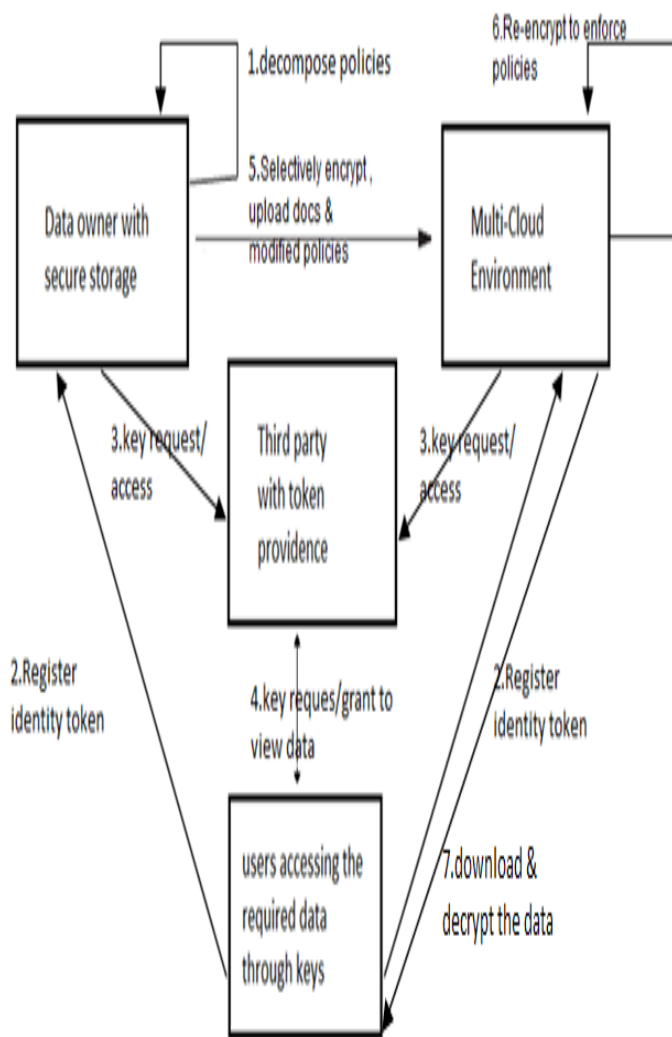 6.Re-encrypt to enforce
policies
1.decompose policies
5.Selectively encrypt ,
upload docs &
modified policies
Data owner with
secure storage
Multi-Cloud
Environment
3.key request/
access
Third party
with token
providence
3.key request/
access
2.Register
identity token
4.key reques/grant to
view data
2.Register
identity token
users accessing the
required data
through keys
7.download &
decrypt the data